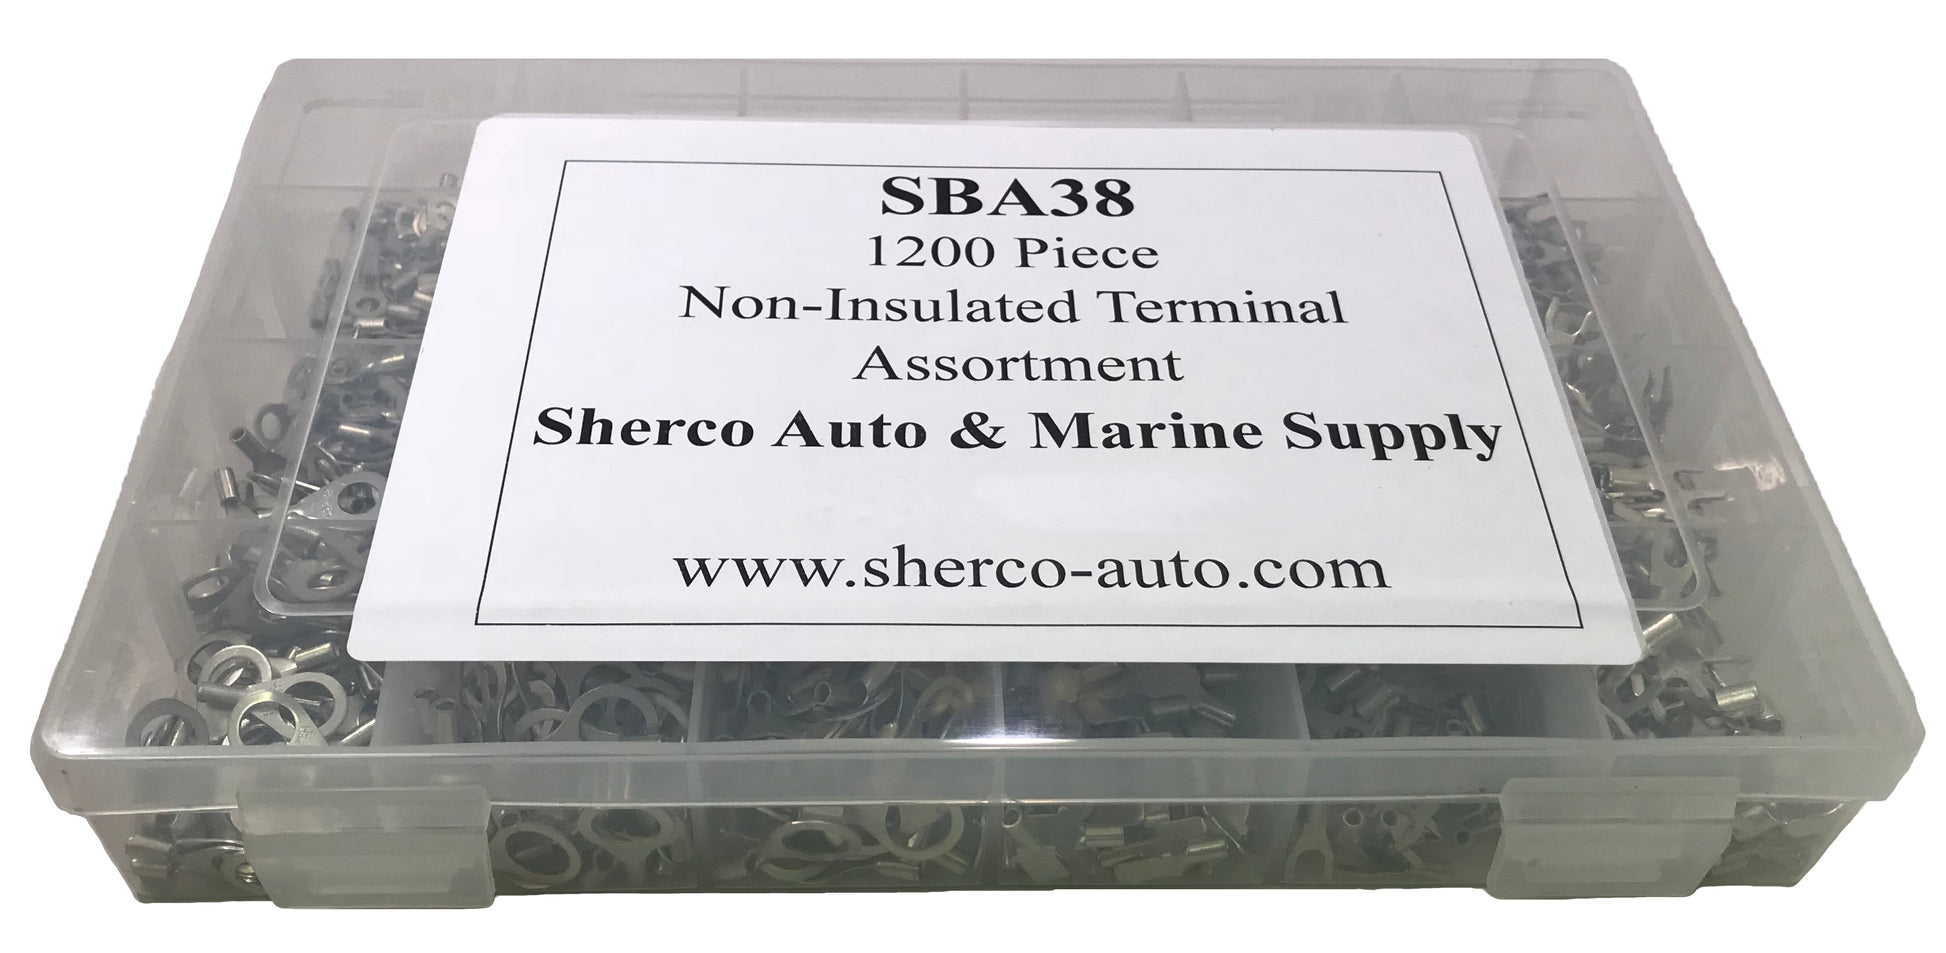 SBA38
1200 Piece
Non-Insulated Terminal
Assortment
Sherco Auto & Marine Supply
www.sherco-auto.com